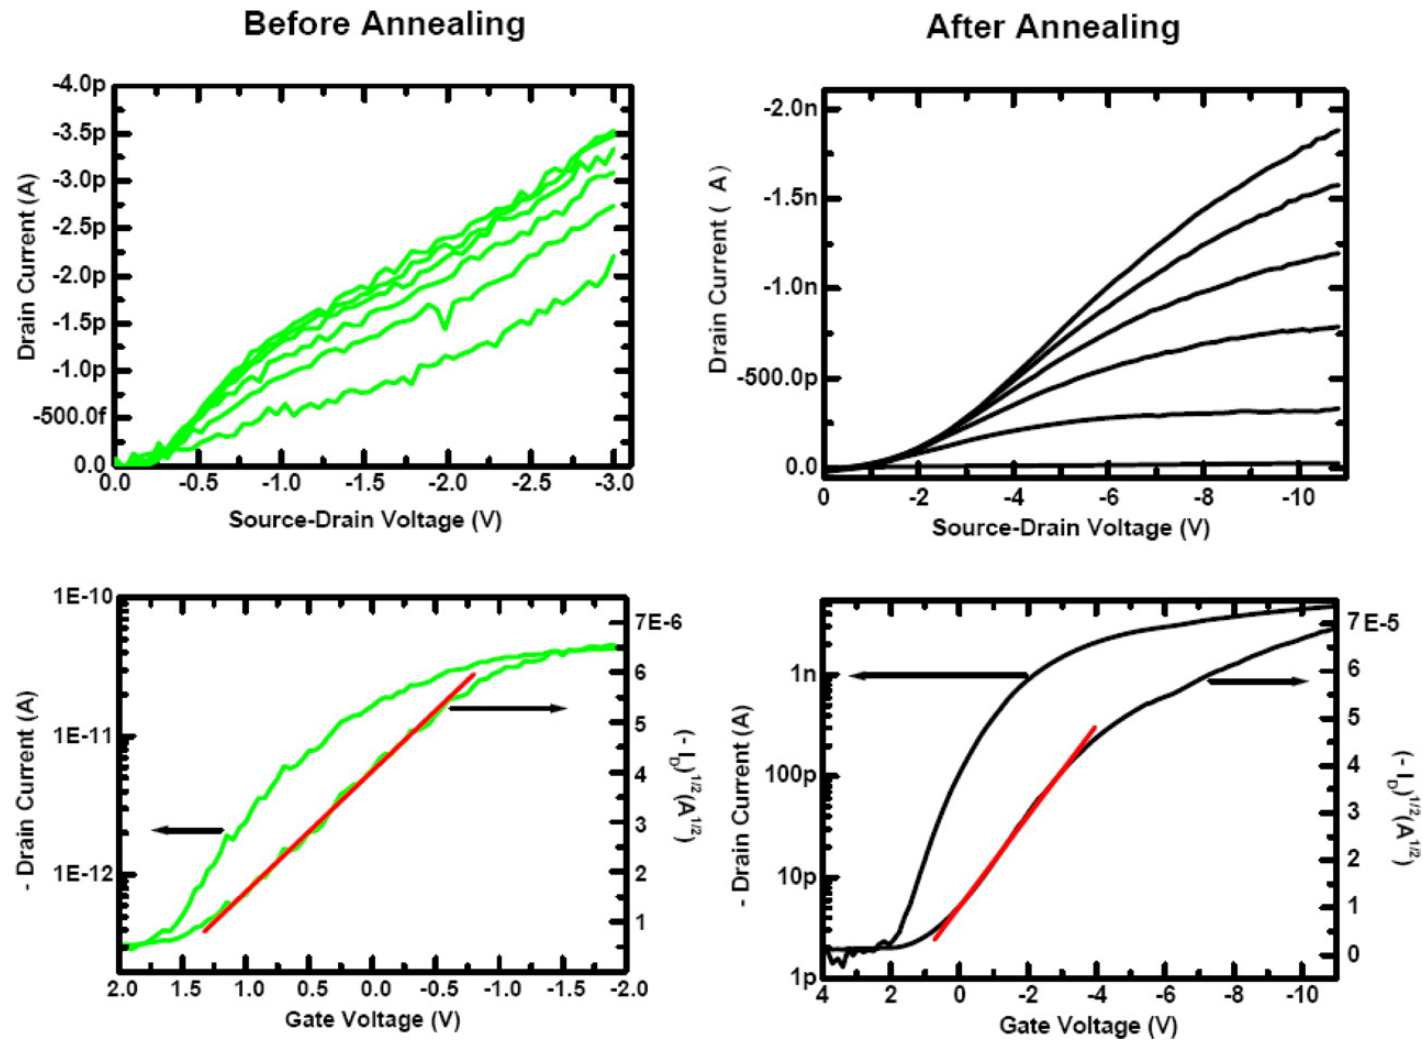 Before Annealing
After Annealing
-4.0p
-3.5p
-3.0p
-2.5p
-2.0p
-1.5p
-1.0p
-500.0f
0.0
Drain Current (A)
0.0 -0.5 -1.0 -1.5 -2.0 -2.5 -3.0
Source-Drain Voltage (V)
-2.0n
-1.5n
-1.0n
-500.0p
0.0
Drain Current ( A)
0 -2 -4 -6 -8 -10
Source-Drain Voltage (V)
1E-10
1E-11
1E-12
- Drain Current (A)
7E-6
6
5
4
3
2
1
0
(- I_D)^1/2 (A^1/2)
2.0 1.5 1.0 0.5 0.0 -0.5 -1.0 -1.5 -2.0
Gate Voltage (V)
1n
100p
10p
1p
- Drain Current (A)
7E-5
6
5
4
3
2
1
0
(- I_D)^1/2 (A^1/2)
4 2 0 -2 -4 -6 -8 -10
Gate Voltage (V)